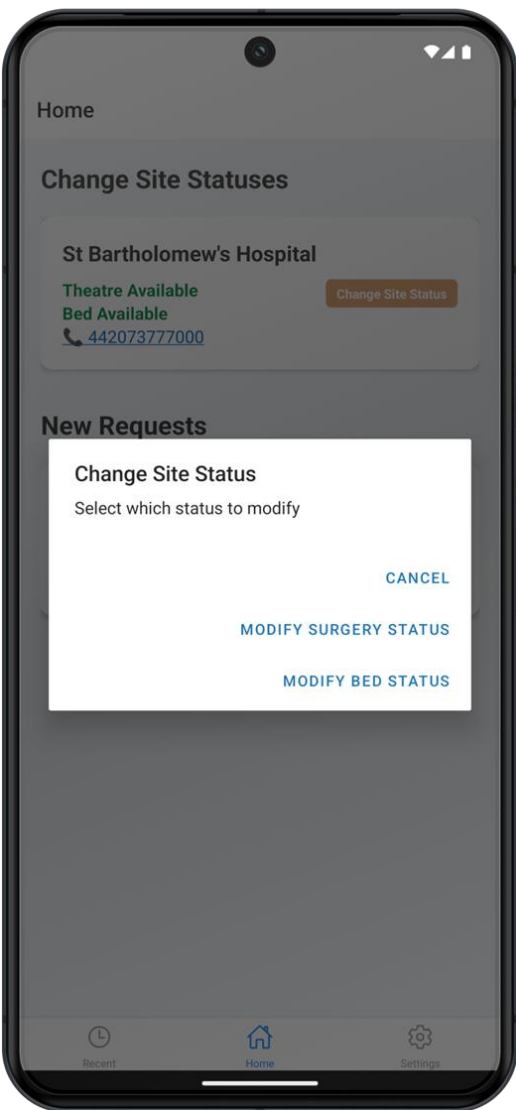 Home
Change Site Statuses
St Bartholomew's Hospital
Theatre Available
Change Site Status
Bed Available
442073777000
New Requests
Change Site Status
Select which status to modify
CANCEL
MODIFY SURGERY STATUS
MODIFY BED STATUS
Recent
Home
Settings